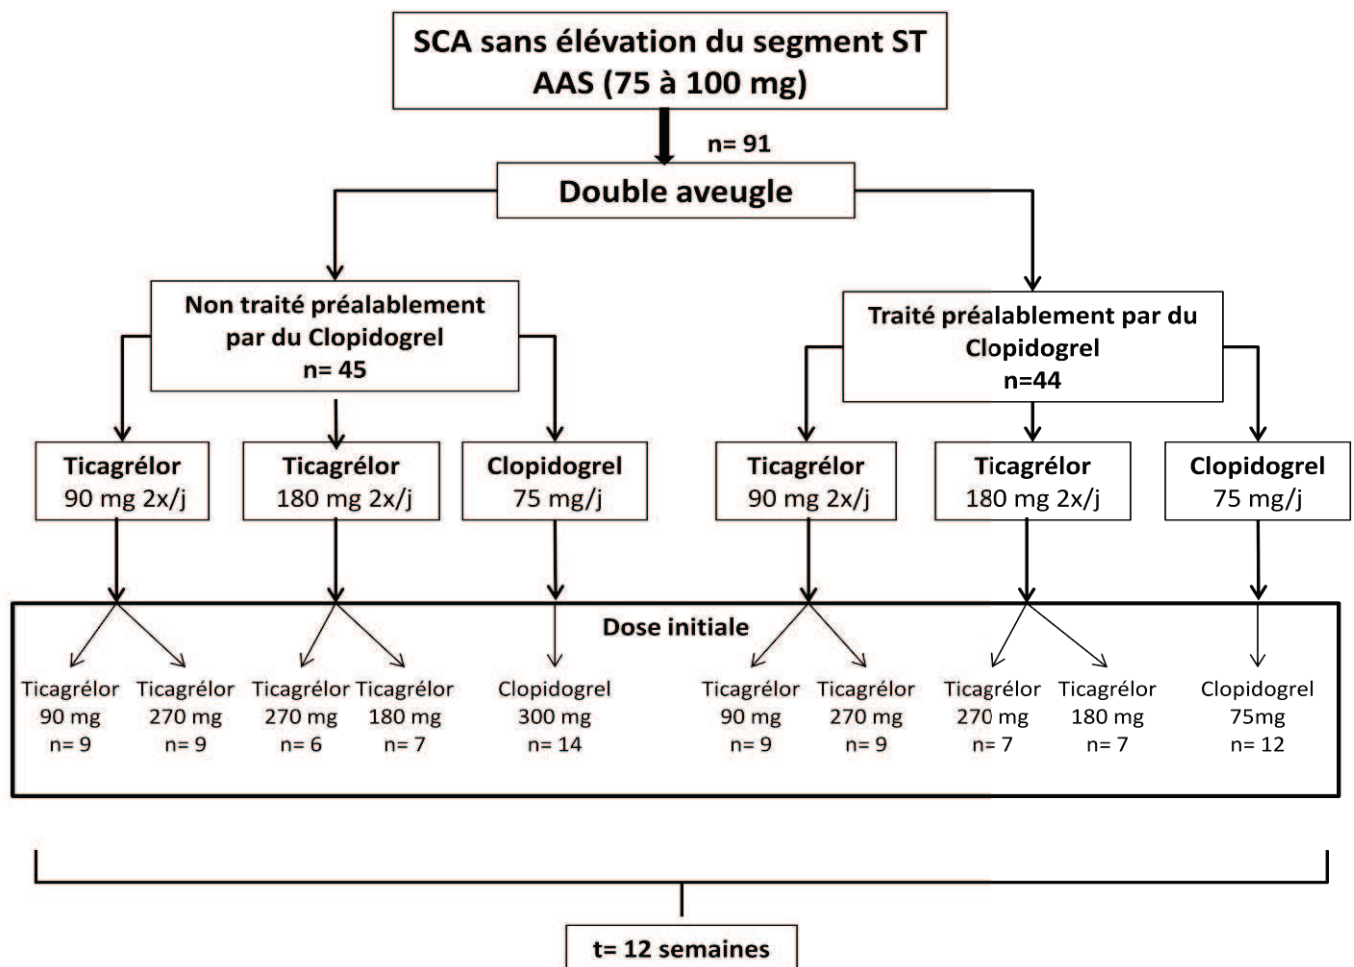 SCA sans élévation du segment ST
AAS (75 à 100 mg)
n= 91
Double aveugle
Non traité préalablement
par du Clopidogrel
n= 45
Traité préalablement par du
Clopidogrel
n=44
Ticagrélor
90 mg 2x/j
Ticagrélor
180 mg 2x/j
Clopidogrel
75 mg/j
Ticagrélor
90 mg 2x/j
Ticagrélor
180 mg 2x/j
Clopidogrel
75 mg/j
Dose initiale
Ticagrélor
90 mg
n= 9
Ticagrélor
270 mg
n= 9
Ticagrélor
270 mg
n= 6
Ticagrélor
180 mg
n= 7
Clopidogrel
300 mg
n= 14
Ticagrélor
90 mg
n= 9
Ticagrélor
270 mg
n= 9
Ticagrélor
270 mg
n= 7
Ticagrélor
180 mg
n= 7
Clopidogrel
75mg
n= 12
t= 12 semaines